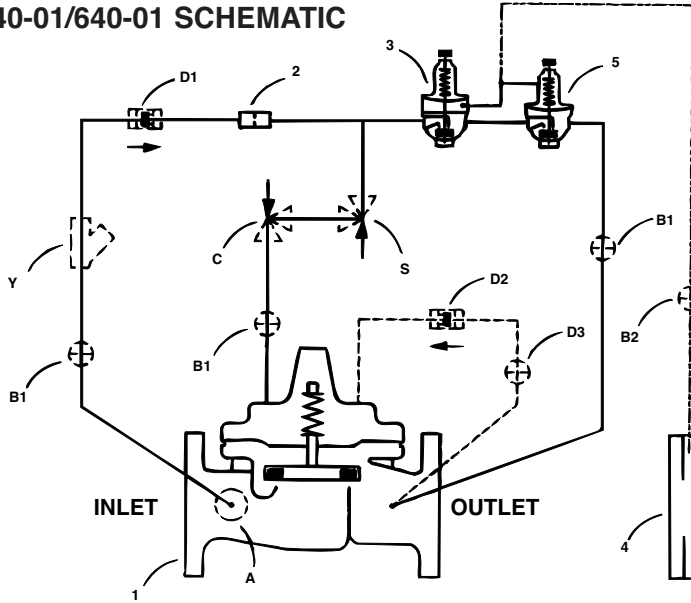 40-01/640-01 SCHEMATIC
3
D1
2
5
B1
C
S
Y
D2
B2
D3
B1
B1
INLET
OUTLET
4
A
1